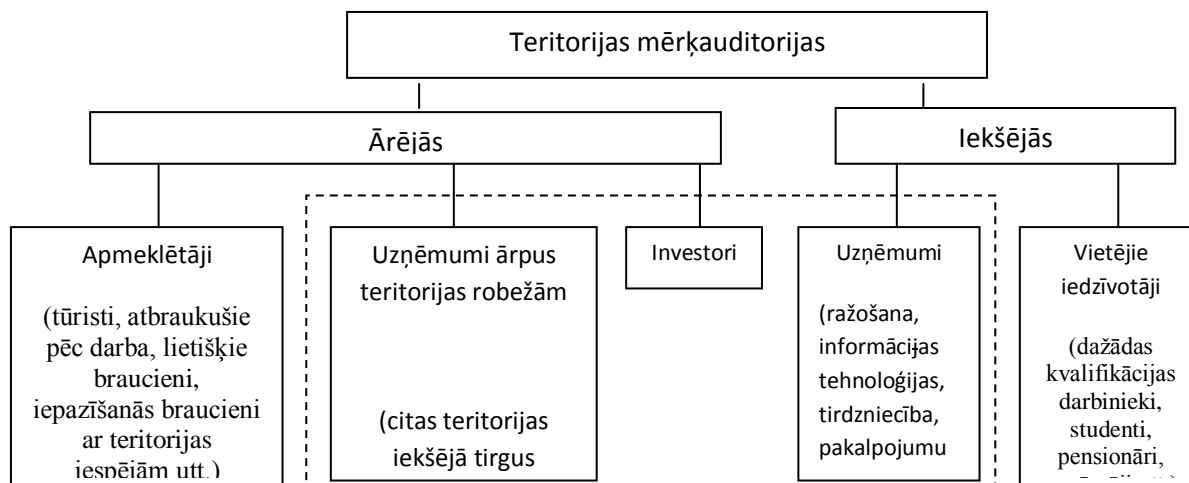 Teritorijas mērķauditorijas
Ārējās
Iekšējās
Apmeklētāji
(tūristi, atbraukušie
pēc darba, lietišķie
braucieni,
iepazīšanās braucieni
ar teritorijas
iespējām utt.)
Uzņēmumi ārpus
teritorijas robežām
(citas teritorijas
iekšējā tirgus
Investori
Uzņēmumi
(ražošana,
informācijas
tehnoloģijas,
tirdzniecība,
pakalpojumu
Vietējie
iedzīvotāji
(dažādas
kvalifikācijas
darbinieki,
studenti,
pensionāri,